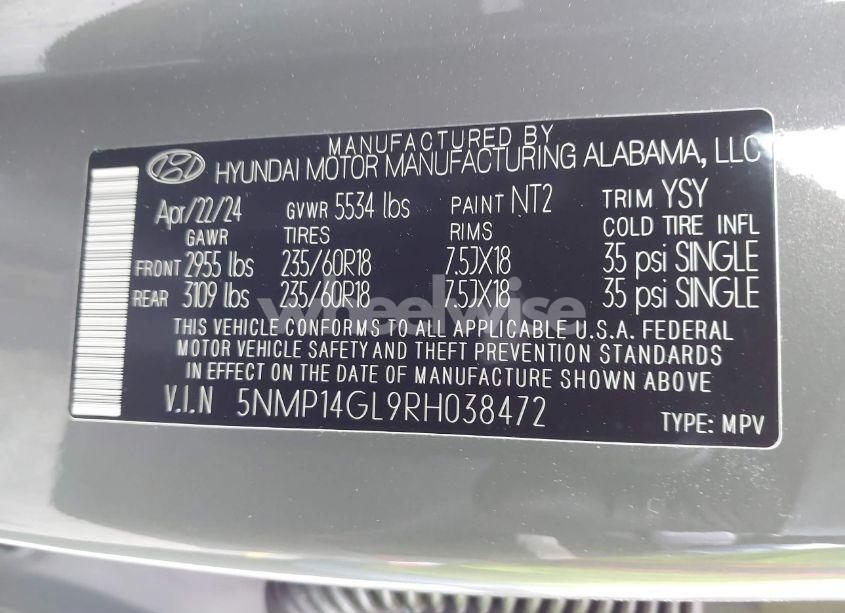 MANUFACTURED BY
HYUNDAI MOTOR MANUFACTURING ALABAMA, LLC
Apr/22/24 GVWR 5534 lbs PAINT NT2 TRIM YSY
GAWR TIRES RIMS COLD TIRE INFL
FRONT 2955 lbs 235/60R18 7.5JX18 35 psi SINGLE
REAR 3109 lbs 235/60R18 7.5JX18 35 psi SINGLE
wheelwise
THIS VEHICLE CONFORMS TO ALL APPLICABLE U.S.A. FEDERAL
MOTOR VEHICLE SAFETY AND THEFT PREVENTION STANDARDS
IN EFFECT ON THE DATE OF MANUFACTURE SHOWN ABOVE
V.I.N 5NMP14GL9RH038472 TYPE: MPV